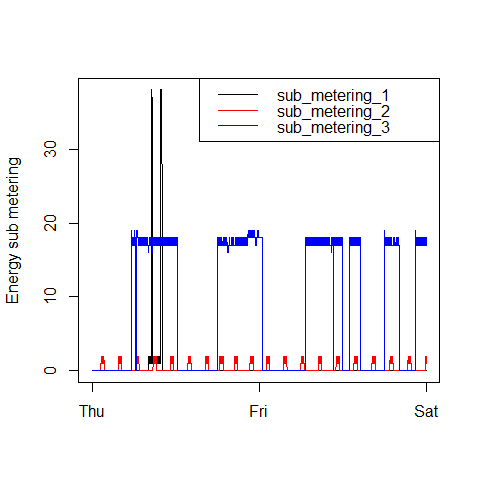 sub_metering_1
sub_metering_2
sub_metering_3
Energy sub metering
30
20
10
0
Thu
Fri
Sat